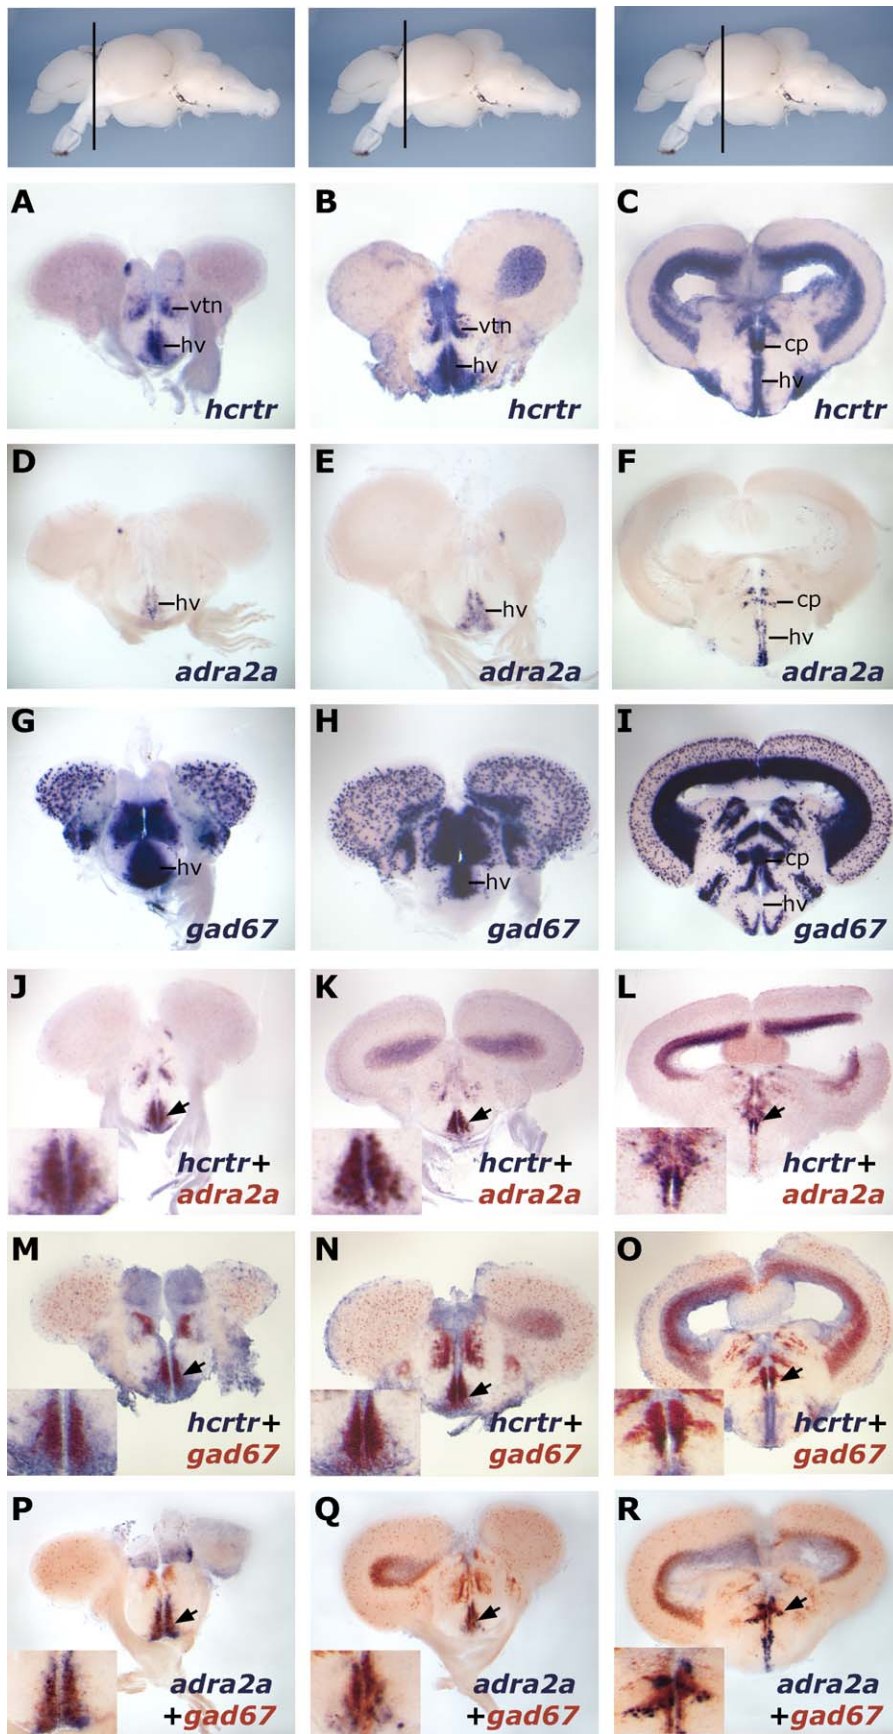 A
B
C
vtn
hv
hcrtr
vtn
hv
hcrtr
cp
hv
hcrtr
D
E
F
hv
adra2a
hv
adra2a
cp
hv
adra2a
G
H
I
hv
gad67
hv
gad67
cp
hv
gad67
J
K
L
hcrtr+
adra2a
hcrtr+
adra2a
hcrtr+
adra2a
M
N
O
hcrtr+
gad67
hcrtr+
gad67
hcrtr+
gad67
P
Q
R
adra2a
+gad67
adra2a
+gad67
adra2a
+gad67